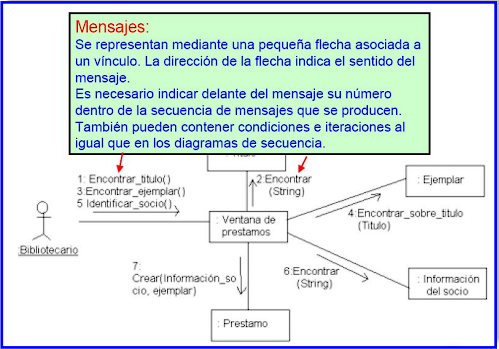 Mensajes:
Se representan mediante una pequeña flecha asociada a
un vínculo. La dirección de la flecha indica el sentido del
mensaje.
Es necesario indicar delante del mensaje su número
dentro de la secuencia de mensajes que se producen.
También pueden contener condiciones e iteraciones al
igual que en los diagramas de secuencia.
1: Encontrar_titulo()
3:Encontrar_ejemplar()
5 Identificar_socio()
2:Encontrar
(String)
: Ejemplar
4:Encontrar_sobre_titulo
(Titulo)
: Ventana de
prestamos
Bibliotecario
7:
Crear(Información_so
cio, ejemplar)
6:Encontrar
(String)
: Información
del socio
: Prestamo